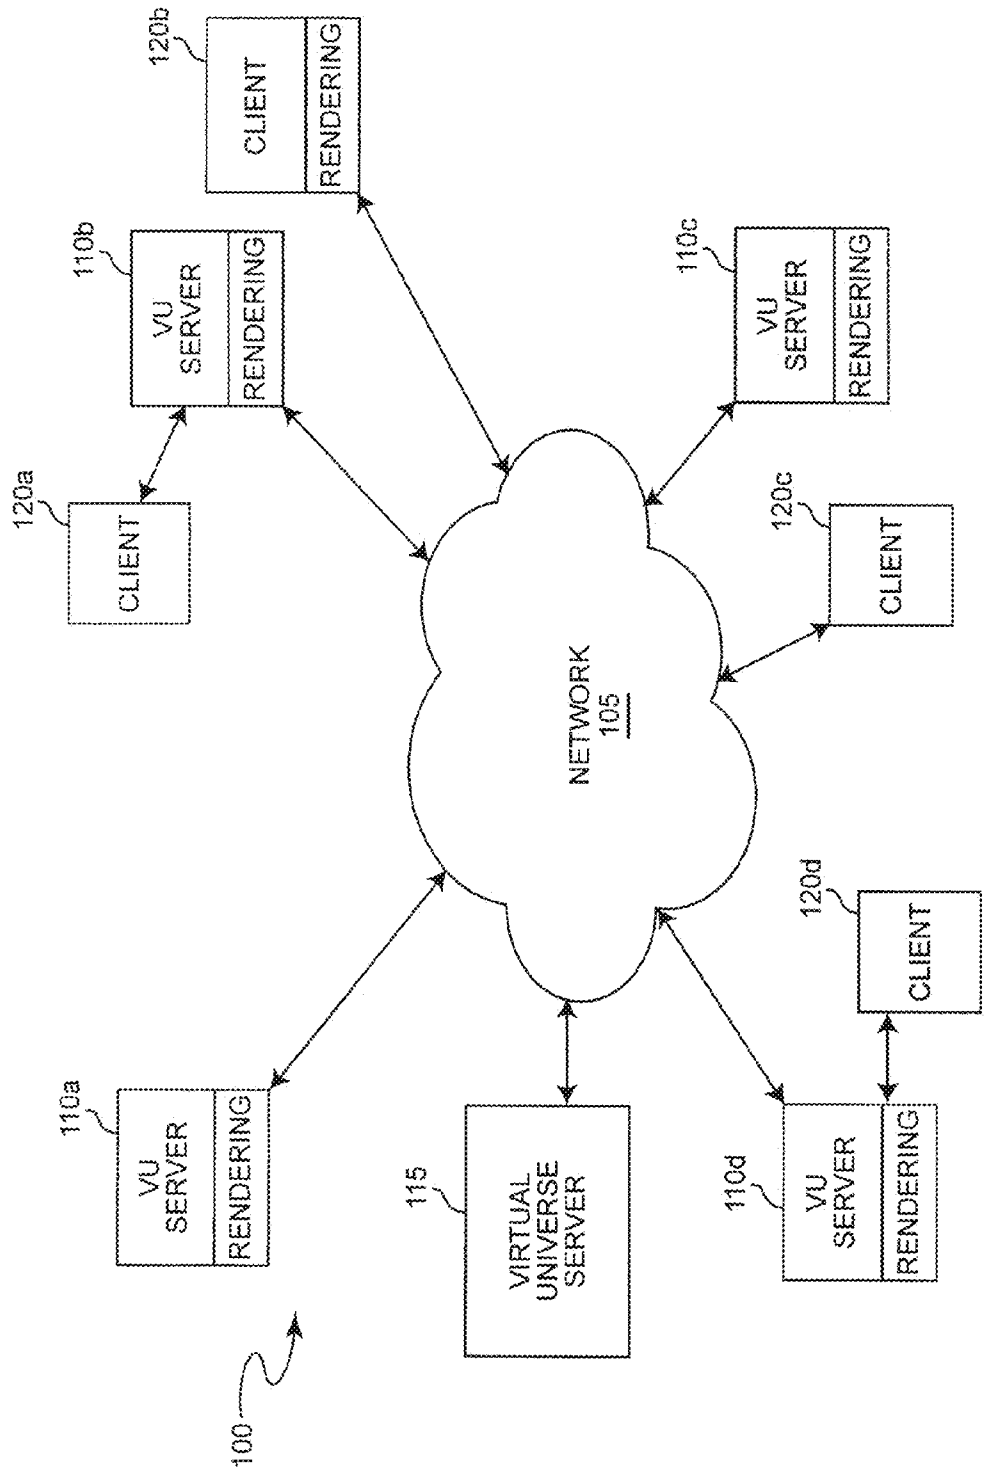 100
110a
VU
SERVER
RENDERING
115
VIRTUAL
UNIVERSE
SERVER
110d
VU
SERVER
RENDERING
120d
CLIENT
NETWORK
105
120a
CLIENT
110b
VU
SERVER
RENDERING
120b
CLIENT
RENDERING
120c
CLIENT
110c
VU
SERVER
RENDERING